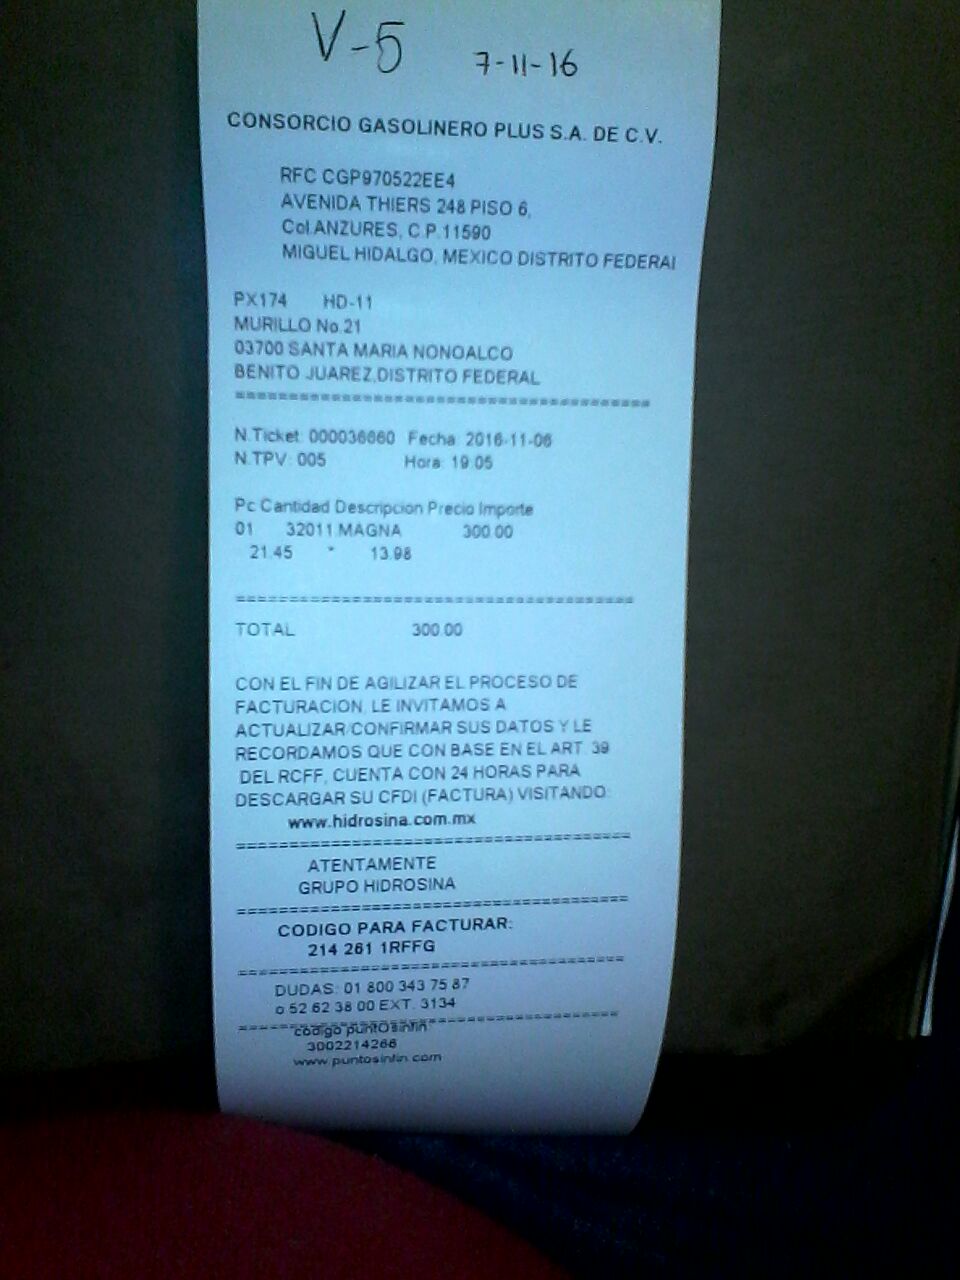 V-5 7-11-16
CONSORCIO GASOLINERO PLUS S.A. DE C.V.
RFC CGP970522EE4
AVENIDA THIERS 248 PISO 6,
Col.ANZURES, C.P.11590
MIGUEL HIDALGO, MEXICO DISTRITO FEDERAl
PX174 HD-11
MURILLO No.21
03700 SANTA MARIA NONOALCO
BENITO JUAREZ,DISTRITO FEDERAL
=======================================
N.Ticket: 000036660 Fecha: 2016-11-06
N.TPV: 005 Hora: 19:05
Pc Cantidad Descripcion Precio Importe
01 32011 MAGNA 300.00
21.45 * 13.98
=======================================
TOTAL 300.00
CON EL FIN DE AGILIZAR EL PROCESO DE
FACTURACION, LE INVITAMOS A
ACTUALIZAR/CONFIRMAR SUS DATOS Y LE
RECORDAMOS QUE CON BASE EN EL ART. 39
DEL RCFF, CUENTA CON 24 HORAS PARA
DESCARGAR SU CFDI (FACTURA) VISITANDO:
www.hidrosina.com.mx
=======================================
ATENTAMENTE
GRUPO HIDROSINA
=======================================
CODIGO PARA FACTURAR:
214 261 1RFFG
=======================================
DUDAS: 01 800 343 75 87
o 52 62 38 00 EXT. 3134
=======================================
codigo puntOsinfin
3002214266
www.puntosinfin.com